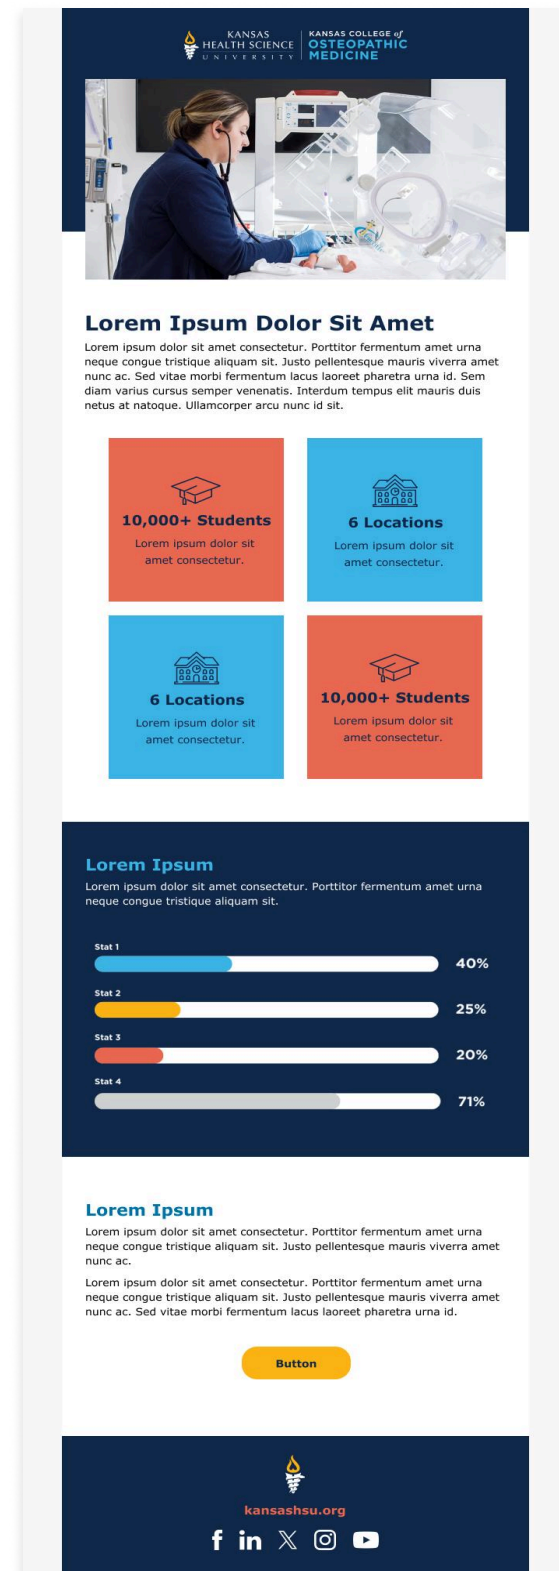 KANSAS
HEALTH SCIENCE
UNIVERSITY
KANSAS COLLEGE of
OSTEOPATHIC
MEDICINE
Lorem Ipsum Dolor Sit Amet
Lorem ipsum dolor sit amet consectetur. Porttitor fermentum amet urna
neque congue tristique aliquam sit. Justo pellentesque mauris viverra amet
nunc ac. Sed vitae morbi fermentum lacus laoreet pharetra urna id. Sem
diam varius cursus semper venenatis. Interdum tempus elit mauris duis
netus at natoque. Ullamcorper arcu nunc id sit.
10,000+ Students
Lorem ipsum dolor sit
amet consectetur.
6 Locations
Lorem ipsum dolor sit
amet consectetur.
6 Locations
Lorem ipsum dolor sit
amet consectetur.
10,000+ Students
Lorem ipsum dolor sit
amet consectetur.
Lorem Ipsum
Lorem ipsum dolor sit amet consectetur. Porttitor fermentum amet urna
neque congue tristique aliquam sit.
Stat 1
40%
Stat 2
25%
Stat 3
20%
Stat 4
71%
Lorem Ipsum
Lorem ipsum dolor sit amet consectetur. Porttitor fermentum amet urna
neque congue tristique aliquam sit. Justo pellentesque mauris viverra amet
nunc ac.
Lorem ipsum dolor sit amet consectetur. Porttitor fermentum amet urna
neque congue tristique aliquam sit. Justo pellentesque mauris viverra amet
nunc ac. Sed vitae morbi fermentum lacus laoreet pharetra urna id.
Button
kansashsu.org